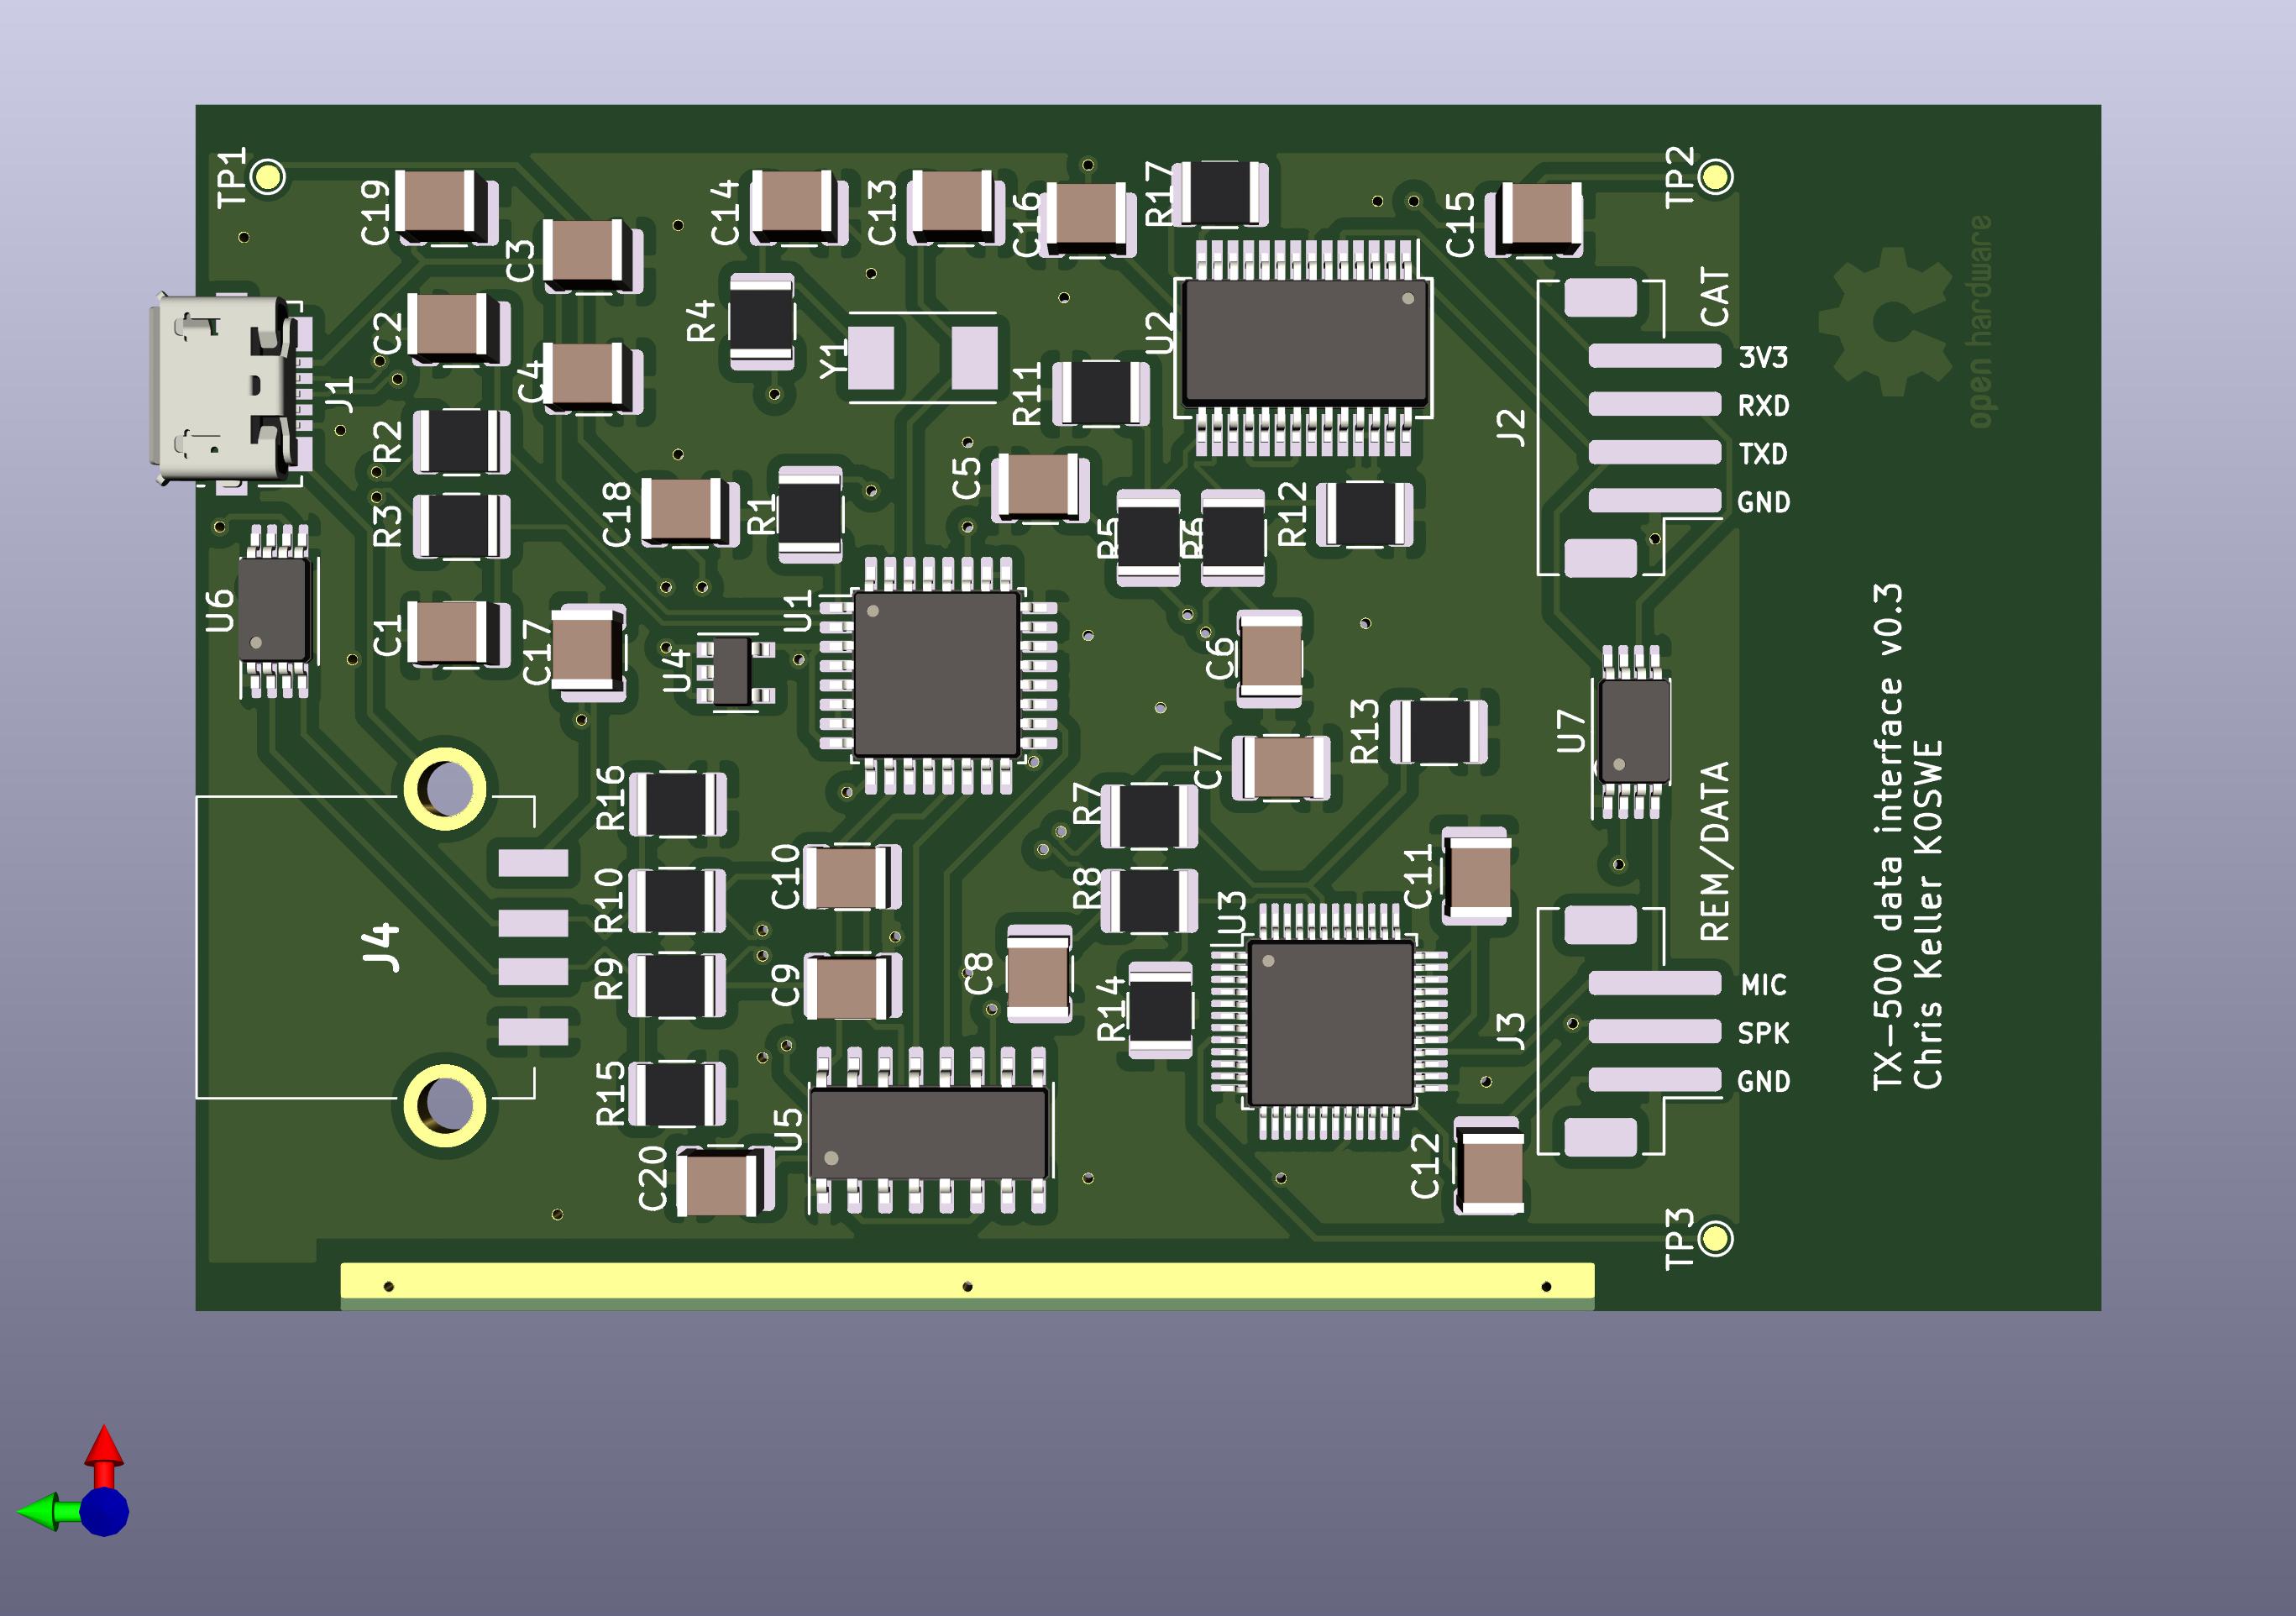 TP1
C19
C14
C13
C16
R17
C15
TP2
C3
C2
R4
Y1
U2
CAT
open hardware
J1
C4
R11
J2
3V3
RXD
TXD
GND
R2
R3
C18
R1
C5
R5
R6
R12
U6
C1
C17
U4
U1
C6
R13
U7
C7
R16
R7
REM/DATA
TX-500 data interface v0.3
Chris Keller K0SWE
J4
R10
C10
R8
U3
C11
R9
C9
C8
R14
J3
MIC
SPK
GND
R15
U5
C20
C12
TP3